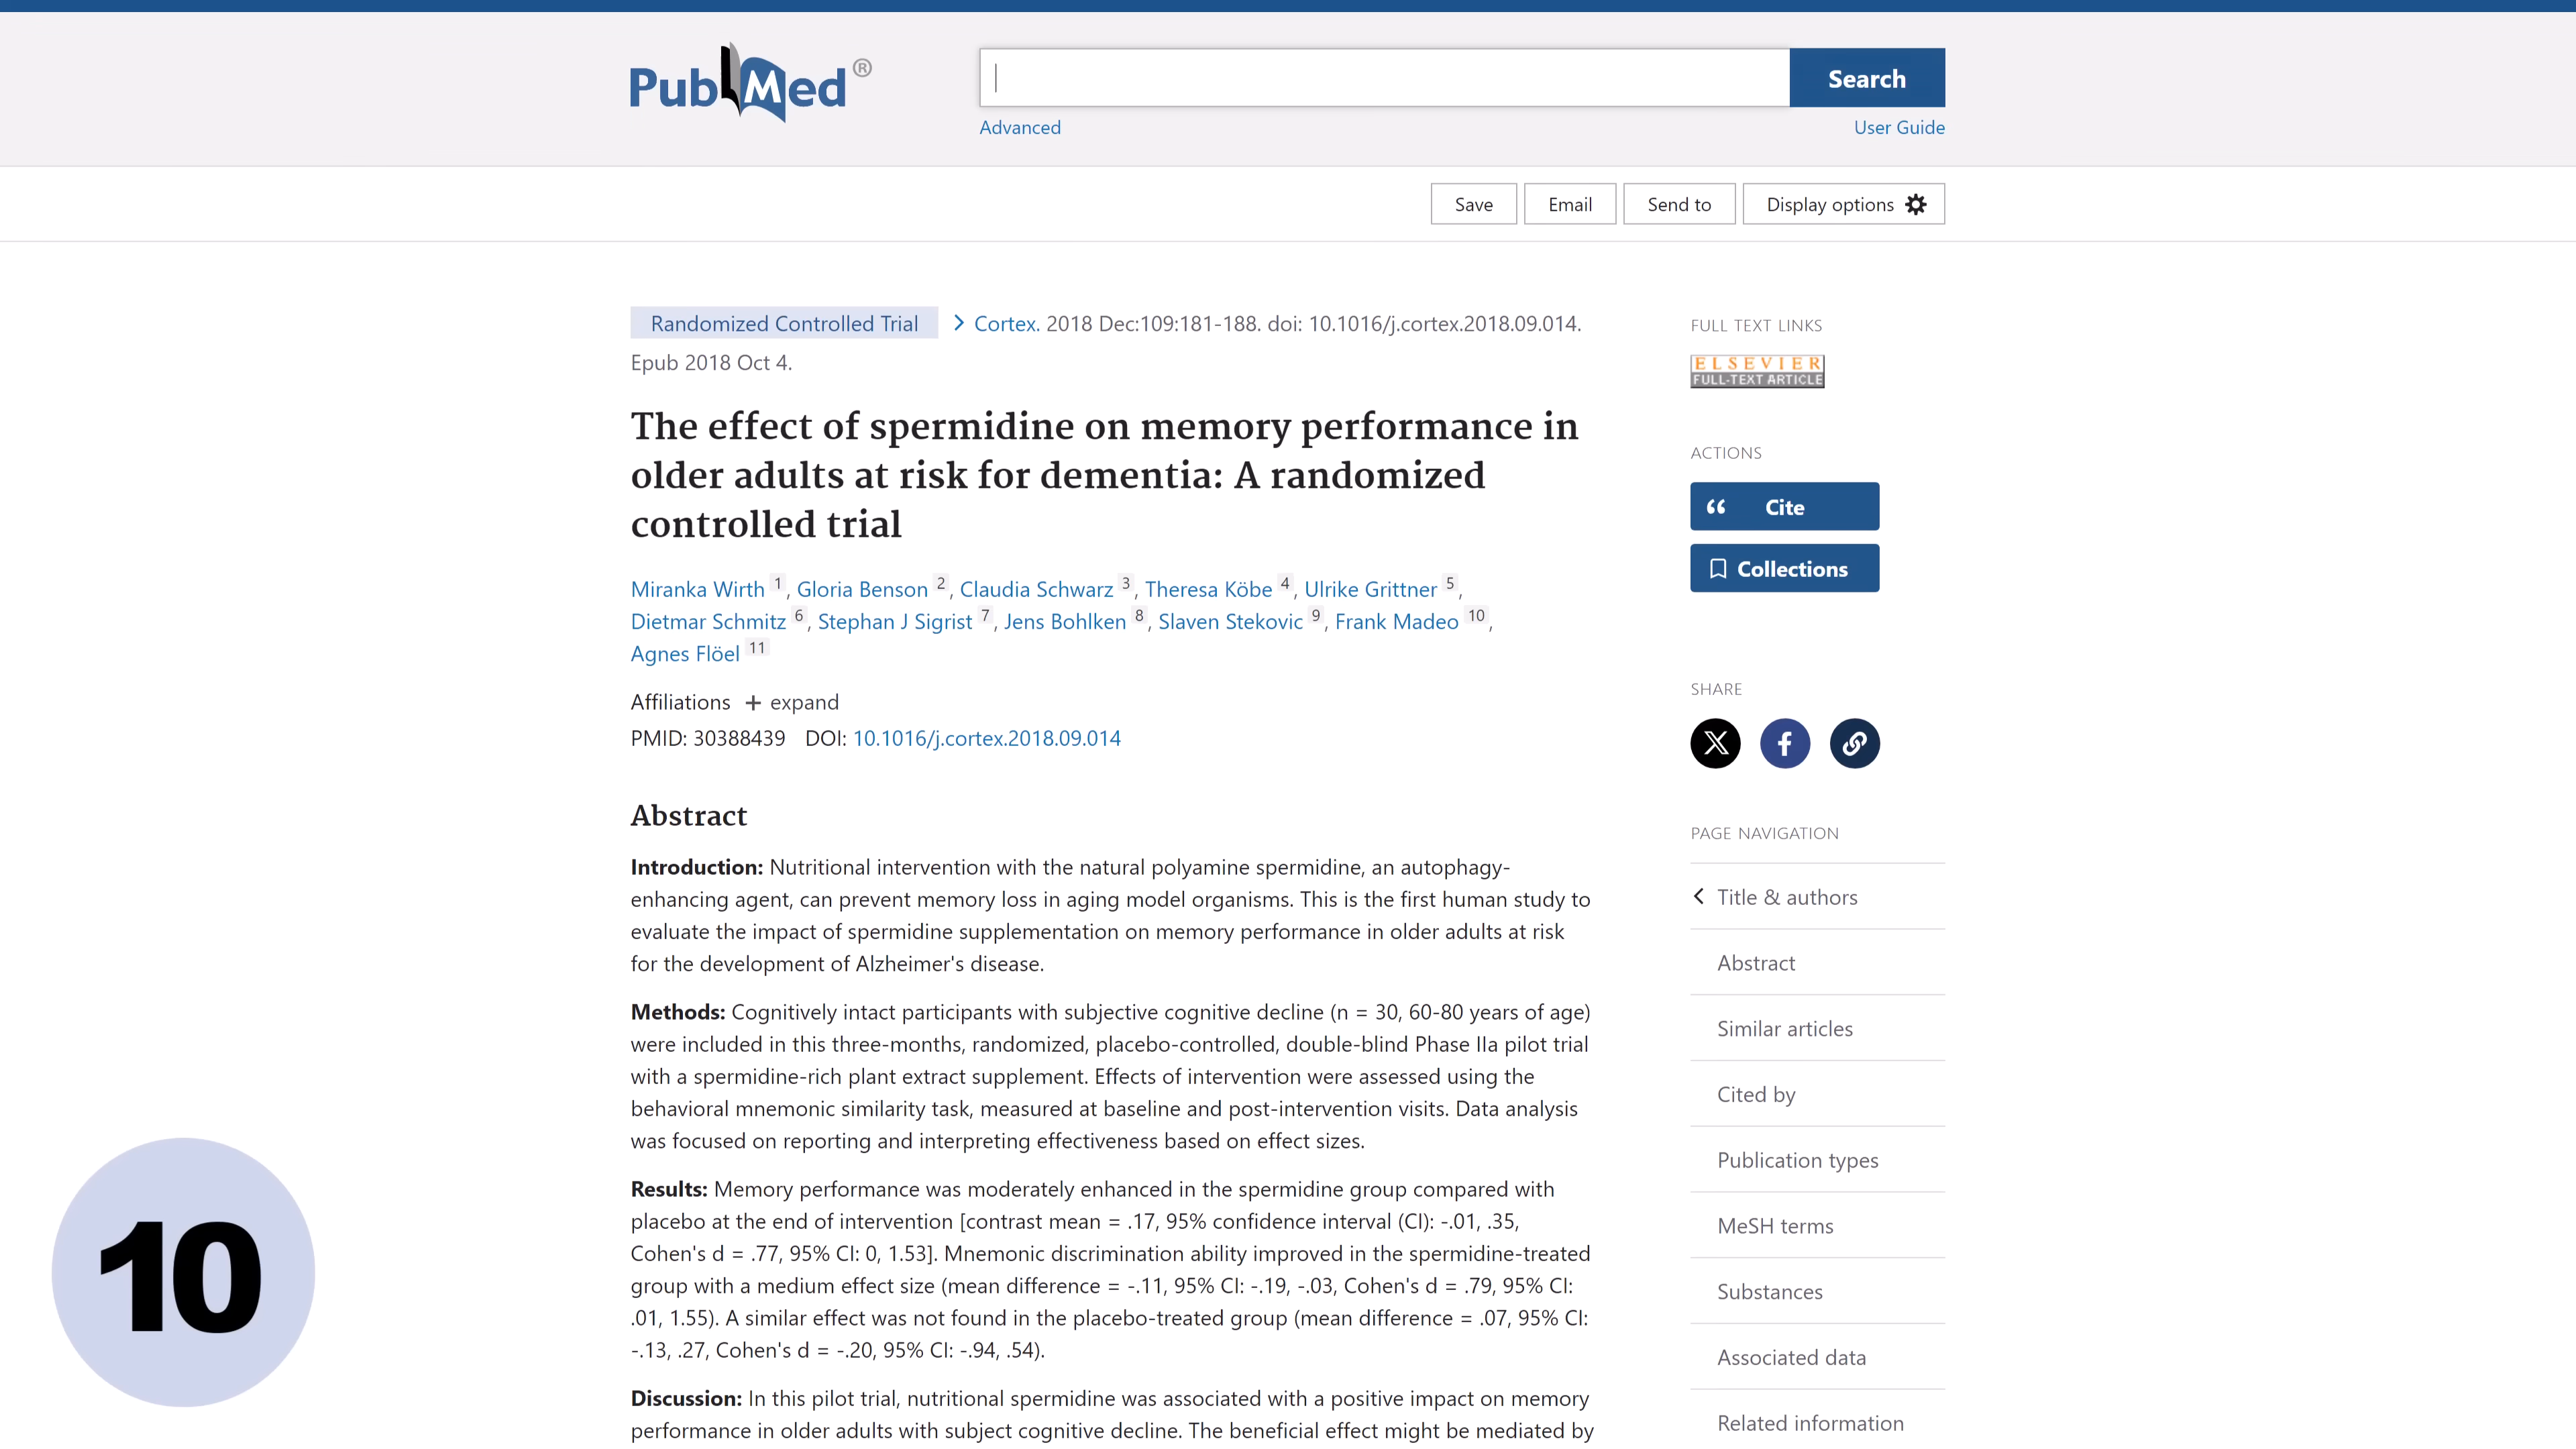 PubMed®
Search
Advanced
User Guide
Save
Email
Send to
Display options
Randomized Controlled Trial
Cortex. 2018 Dec:109:181-188. doi: 10.1016/j.cortex.2018.09.014.
Epub 2018 Oct 4.
The effect of spermidine on memory performance in
older adults at risk for dementia: A randomized
controlled trial
Miranka Wirth 1, Gloria Benson 2, Claudia Schwarz 3, Theresa Köbe 4, Ulrike Grittner 5,
Dietmar Schmitz 6, Stephan J Sigrist 7, Jens Bohlken 8, Slaven Stekovic 9, Frank Madeo 10,
Agnes Flöel 11
Affiliations + expand
PMID: 30388439 DOI: 10.1016/j.cortex.2018.09.014
Abstract
Introduction: Nutritional intervention with the natural polyamine spermidine, an autophagy-
enhancing agent, can prevent memory loss in aging model organisms. This is the first human study to
evaluate the impact of spermidine supplementation on memory performance in older adults at risk
for the development of Alzheimer's disease.
Methods: Cognitively intact participants with subjective cognitive decline (n = 30, 60-80 years of age)
were included in this three-months, randomized, placebo-controlled, double-blind Phase IIa pilot trial
with a spermidine-rich plant extract supplement. Effects of intervention were assessed using the
behavioral mnemonic similarity task, measured at baseline and post-intervention visits. Data analysis
was focused on reporting and interpreting effectiveness based on effect sizes.
Results: Memory performance was moderately enhanced in the spermidine group compared with
placebo at the end of intervention [contrast mean = .17, 95% confidence interval (CI): -.01, .35,
Cohen's d = .77, 95% CI: 0, 1.53]. Mnemonic discrimination ability improved in the spermidine-treated
group with a medium effect size (mean difference = -.11, 95% CI: -.19, -.03, Cohen's d = .79, 95% CI:
.01, 1.55). A similar effect was not found in the placebo-treated group (mean difference = .07, 95% CI:
-.13, .27, Cohen's d = -.20, 95% CI: -.94, .54).
Discussion: In this pilot trial, nutritional spermidine was associated with a positive impact on memory
performance in older adults with subject cognitive decline. The beneficial effect might be mediated by
FULL TEXT LINKS
ELSEVIER
FULL-TEXT ARTICLE
ACTIONS
Cite
Collections
SHARE
PAGE NAVIGATION
Title & authors
Abstract
Similar articles
Cited by
Publication types
MeSH terms
Substances
Associated data
Related information
10